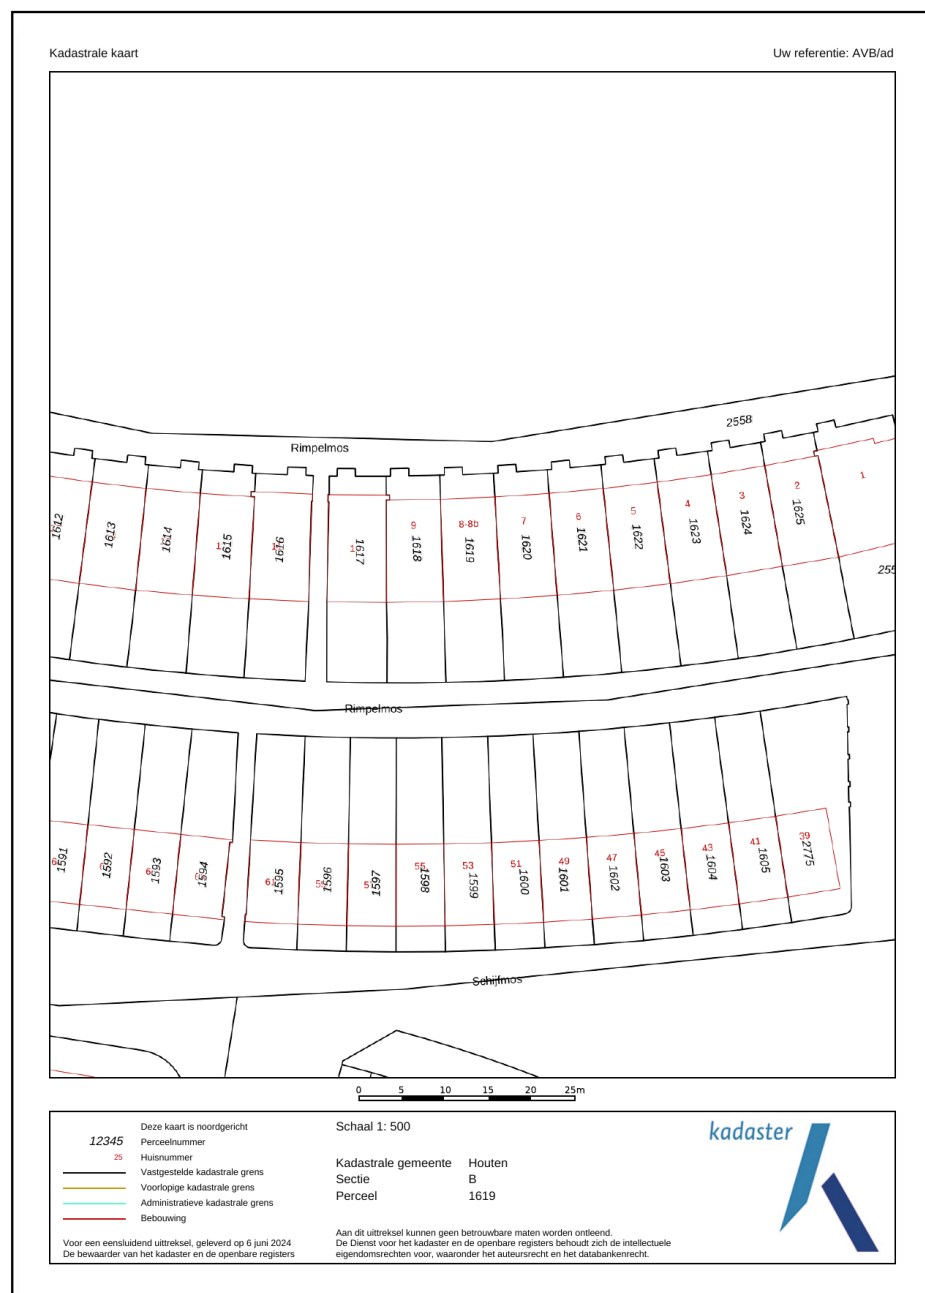 Kadastrale kaart
Uw referentie: AVB/ad
2558
Rimpelmos
1
2
1625
3
1624
4
1623
5
1622
6
1621
7
1620
8-8b
1619
9
1618
1617
1616
1615
1614
1613
1612
255
Rimpelmos
39
2775
41
1605
43
1604
45
1603
47
1602
49
1601
51
1600
53
1599
55
1598
1597
1596
1595
1594
1593
1592
1591
Schijfmos
0 5 10 15 20 25m
Deze kaart is noordgericht
12345 Perceelnummer
25 Huisnummer
Vastgestelde kadastrale grens
Voorlopige kadastrale grens
Administratieve kadastrale grens
Bebouwing
Voor een eensluidend uittreksel, geleverd op 6 juni 2024
De bewaarder van het kadaster en de openbare registers
Schaal 1: 500
Kadastrale gemeente Houten
Sectie B
Perceel 1619
Aan dit uittreksel kunnen geen betrouwbare maten worden ontleend.
De Dienst voor het kadaster en de openbare registers behoudt zich de intellectuele
eigendomsrechten voor, waaronder het auteursrecht en het databankenrecht.
kadaster